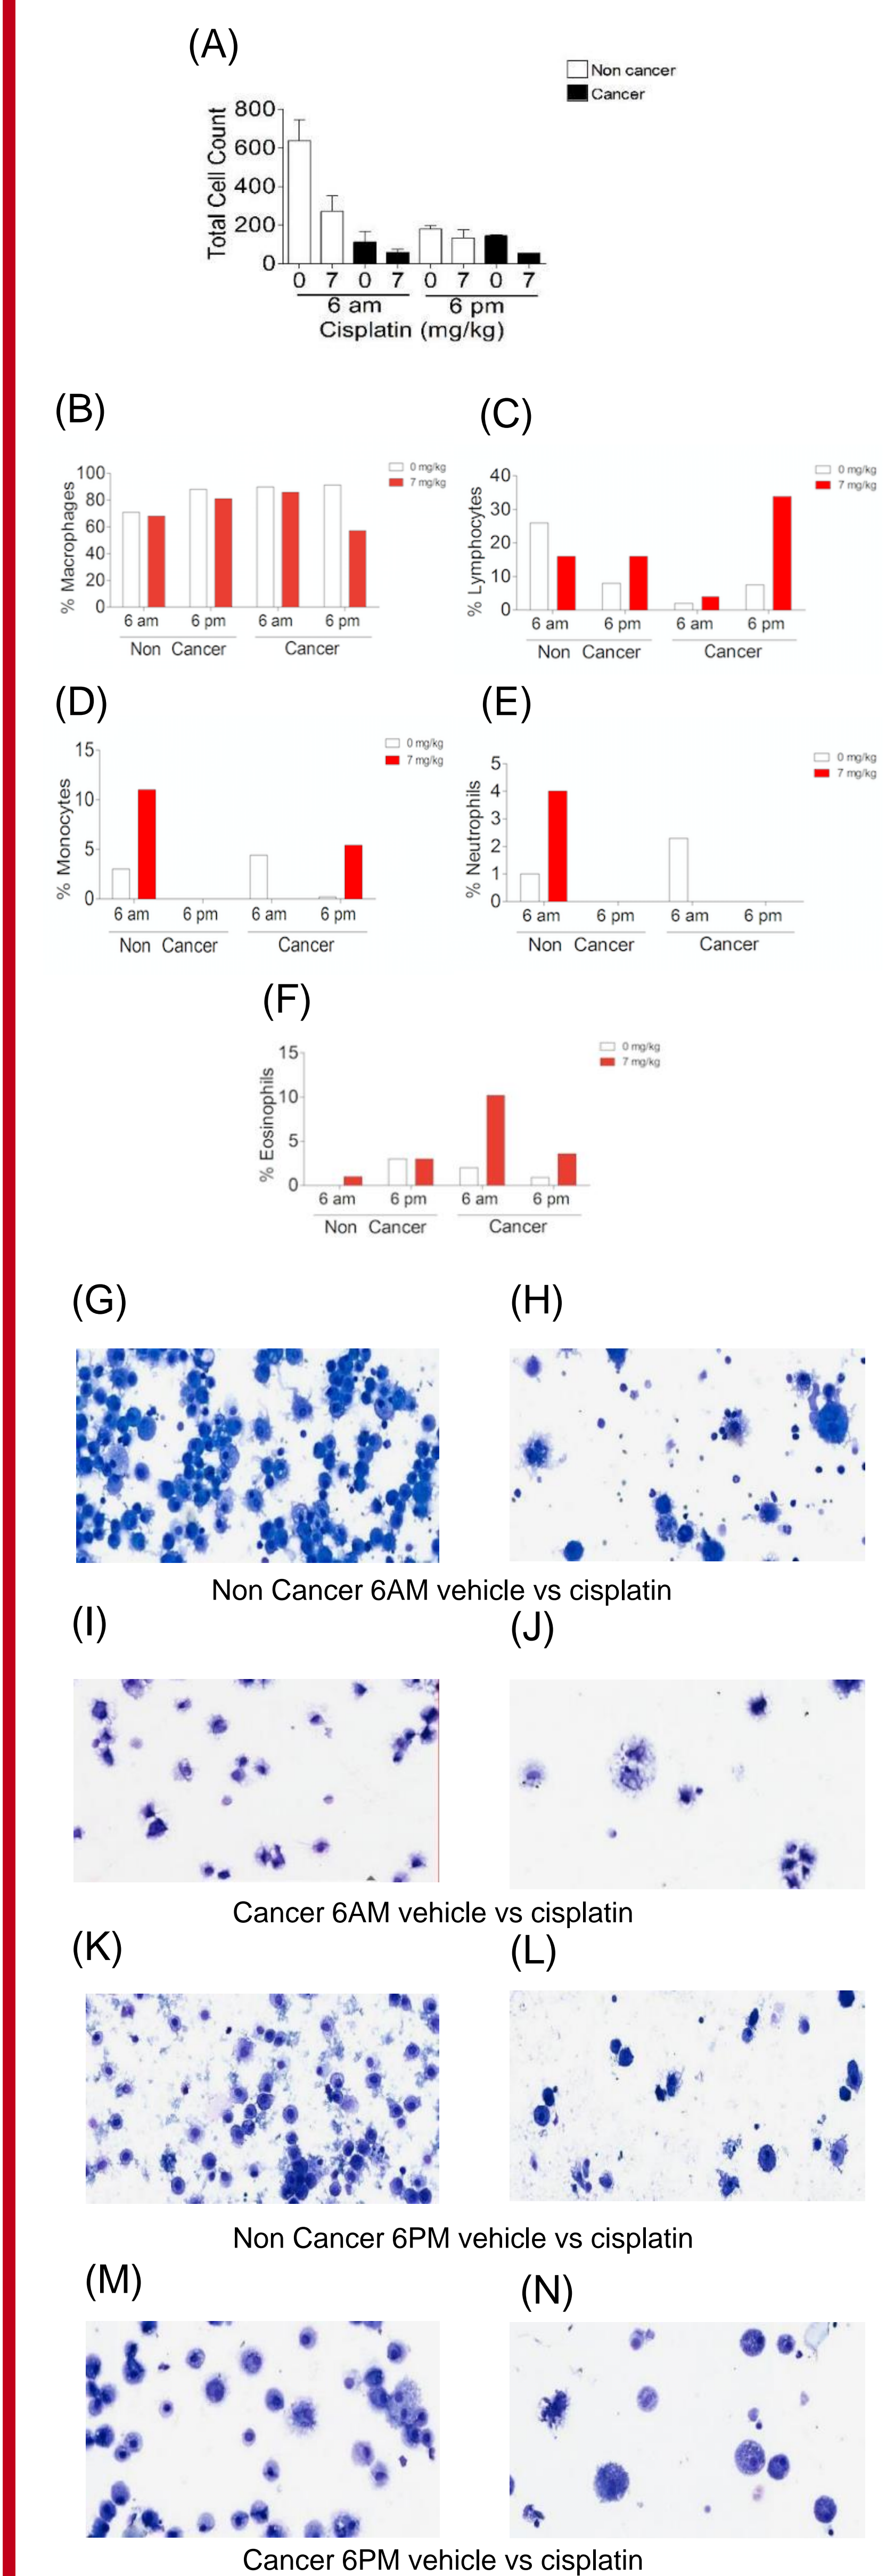 (A)
Non cancer
Cancer
Total Cell Count
800
600
400
200
0
0 7 0 7 0 7 0 7
6 am 6 pm
Cisplatin (mg/kg)
(B)
% Macrophages
100
80
60
40
20
0
0 mg/kg
7 mg/kg
6 am 6 pm 6 am 6 pm
Non Cancer Cancer
(C)
% Lymphocytes
40
30
20
10
0
0 mg/kg
7 mg/kg
6 am 6 pm 6 am 6 pm
Non Cancer Cancer
(D)
% Monocytes
15
10
5
0
0 mg/kg
7 mg/kg
6 am 6 pm 6 am 6 pm
Non Cancer Cancer
(E)
% Neutrophils
5
4
3
2
1
0
0 mg/kg
7 mg/kg
6 am 6 pm 6 am 6 pm
Non Cancer Cancer
(F)
% Eosinophils
15
10
5
0
0 mg/kg
7 mg/kg
6 am 6 pm 6 am 6 pm
Non Cancer Cancer
(G) (H)
Non Cancer 6AM vehicle vs cisplatin
(I) (J)
Cancer 6AM vehicle vs cisplatin
(K) (L)
Non Cancer 6PM vehicle vs cisplatin
(M) (N)
Cancer 6PM vehicle vs cisplatin